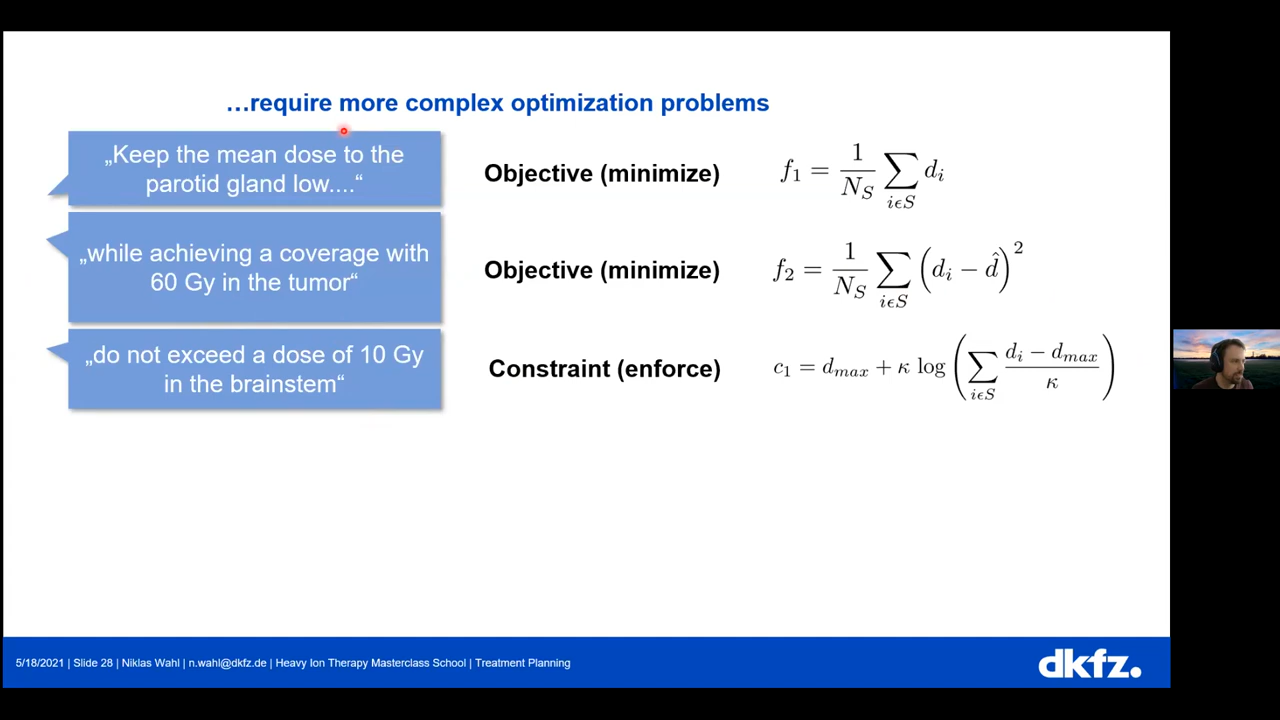 …require more complex optimization problems
„Keep the mean dose to the
parotid gland low....“
Objective (minimize)
f₁ = 1/N_S ∑_{iϵS} d_i
„while achieving a coverage with
60 Gy in the tumor“
Objective (minimize)
f₂ = 1/N_S ∑_{iϵS} (d_i − d̂)²
„do not exceed a dose of 10 Gy
in the brainstem“
Constraint (enforce)
c₁ = d_max + κ log (∑_{iϵS} (d_i − d_max)/κ)
5/18/2021 | Slide 28 | Niklas Wahl | n.wahl@dkfz.de | Heavy Ion Therapy Masterclass School | Treatment Planning
dkfz.